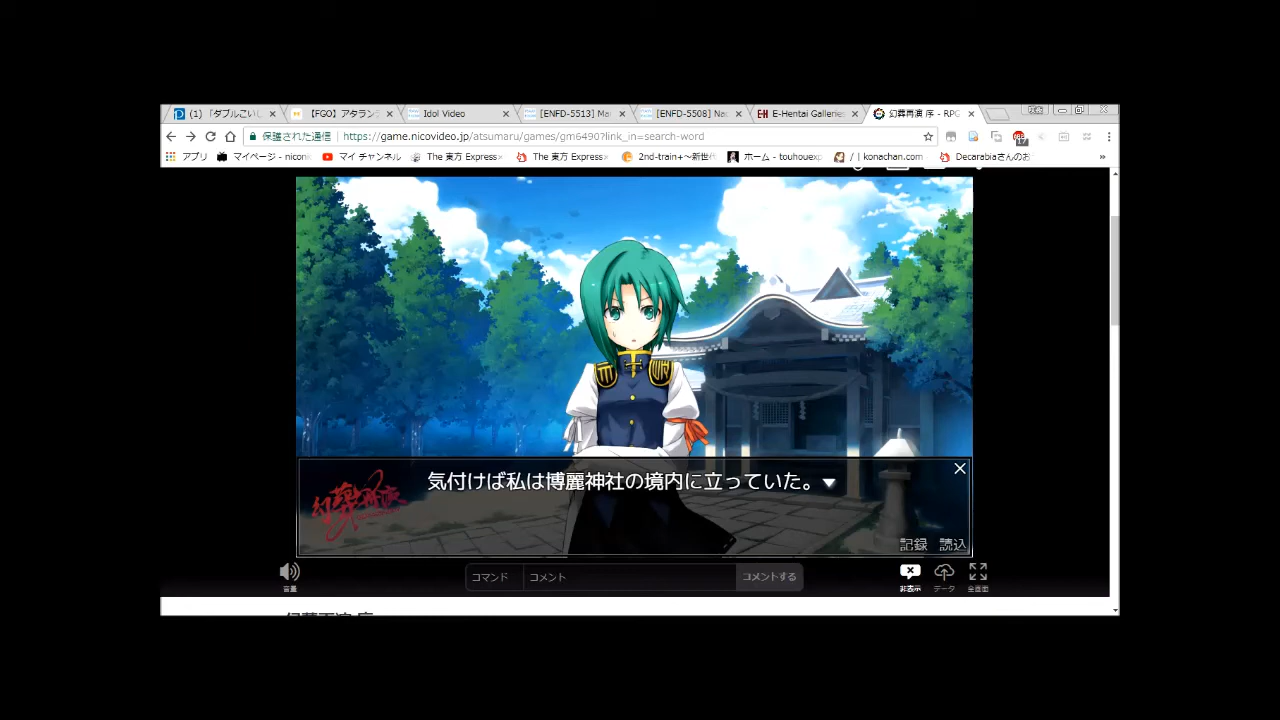 (1) 『ダブルこいし
【FGO】アタラン
Idol Video
[ENFD-5513] Ma
[ENFD-5508] Na
E-Hentai Galleries
幻葬再演 序 - RPG
保護された通信
https://game.nicovideo.jp/atsumaru/games/gm6490?link_in=search-word
アプリ
マイページ - nicon
マイ チャンネル
The 東方 Express
The 東方 Express
2nd-train+～新世
ホーム - touhouexp
/ | konachan.com
Decarabiaさんのお
»
気付けば私は博麗神社の境内に立っていた。
幻葬再演
記録 読込
音量
コマンド
コメント
コメントする
非表示
データ
全画面